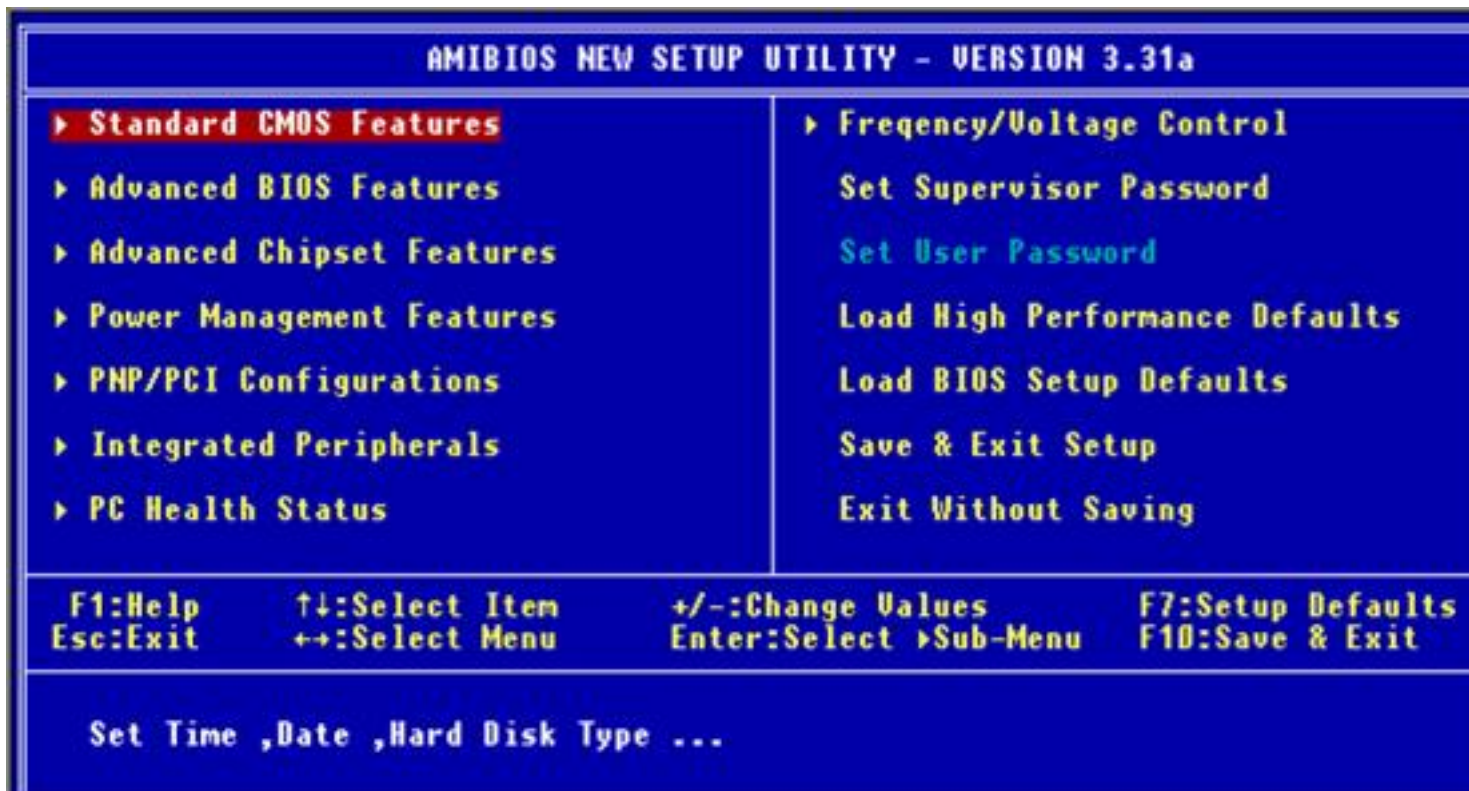 AMIBIOS NEW SETUP UTILITY - VERSION 3.31a
▸ Standard CMOS Features
▸ Advanced BIOS Features
▸ Advanced Chipset Features
▸ Power Management Features
▸ PNP/PCI Configurations
▸ Integrated Peripherals
▸ PC Health Status
▸ Freqency/Voltage Control
Set Supervisor Password
Set User Password
Load High Performance Defaults
Load BIOS Setup Defaults
Save & Exit Setup
Exit Without Saving
F1:Help ↑↓:Select Item +/-:Change Values F7:Setup Defaults
Esc:Exit ←→:Select Menu Enter:Select ▸Sub-Menu F10:Save & Exit
Set Time ,Date ,Hard Disk Type ...